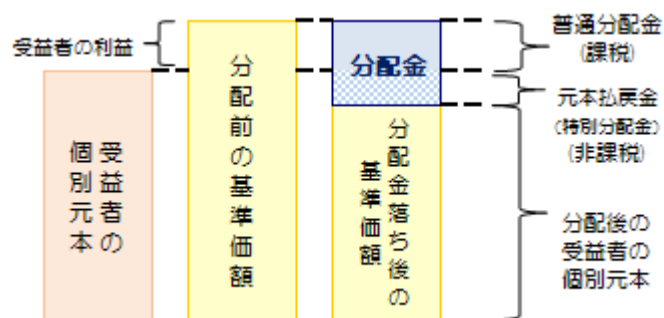 受益者の利益
受益者の
個別元本
分配前の基準価額
分配金
分配金落ち後の
基準価額
普通分配金
(課税)
元本払戻金
(特別分配金)
(非課税)
分配後の
受益者の
個別元本